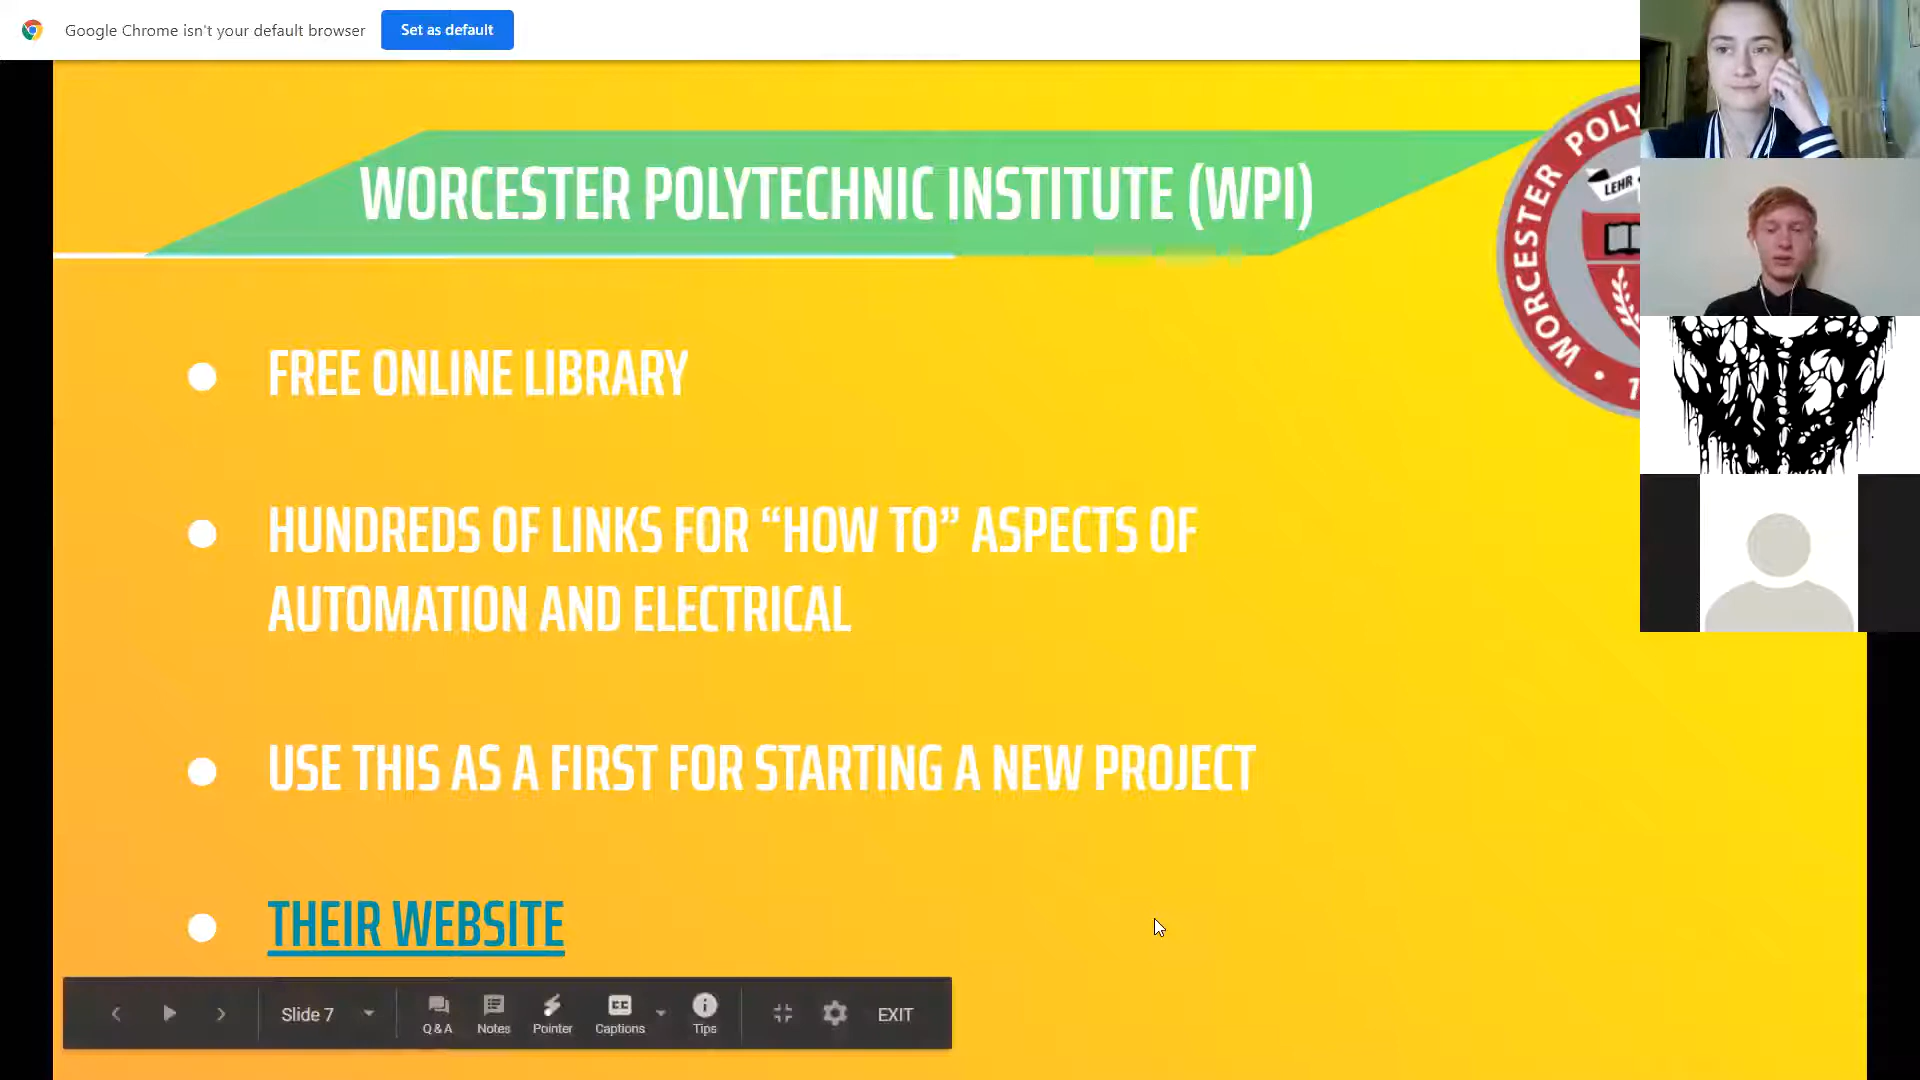 Google Chrome isn't your default browser
Set as default
WORCESTER POLYTECHNIC INSTITUTE (WPI)
WORCESTER POLY
LEHR
FREE ONLINE LIBRARY
HUNDREDS OF LINKS FOR “HOW TO” ASPECTS OF
AUTOMATION AND ELECTRICAL
USE THIS AS A FIRST FOR STARTING A NEW PROJECT
THEIR WEBSITE
Slide 7
Q&A
Notes
Pointer
CC
Captions
Tips
EXIT